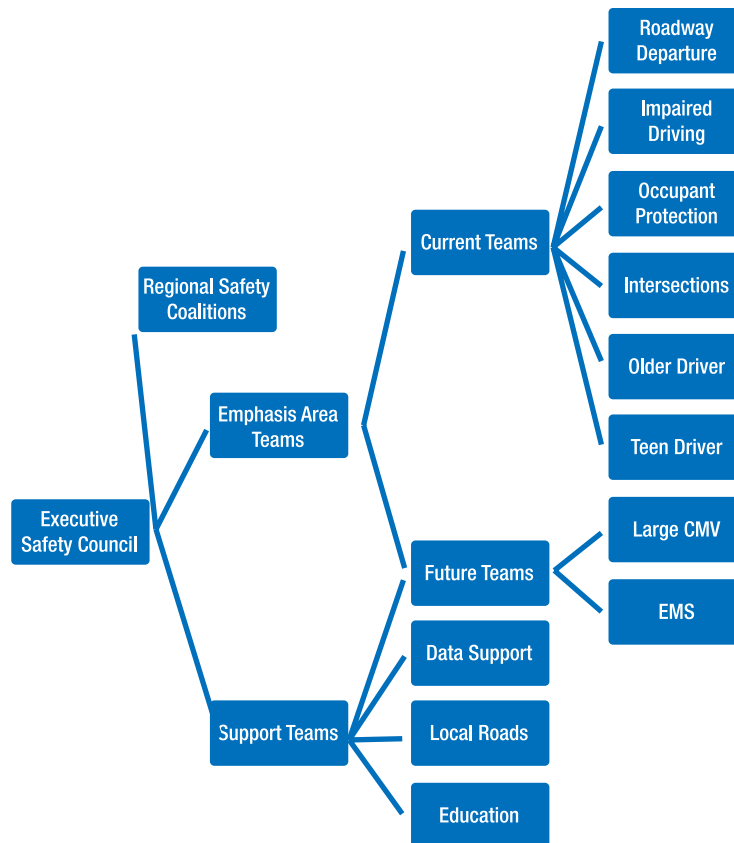 Roadway
Departure
Impaired
Driving
Occupant
Protection
Current Teams
Regional Safety
Coalitions
Intersections
Older Driver
Emphasis Area
Teams
Teen Driver
Executive
Safety Council
Large CMV
Future Teams
EMS
Data Support
Support Teams
Local Roads
Education